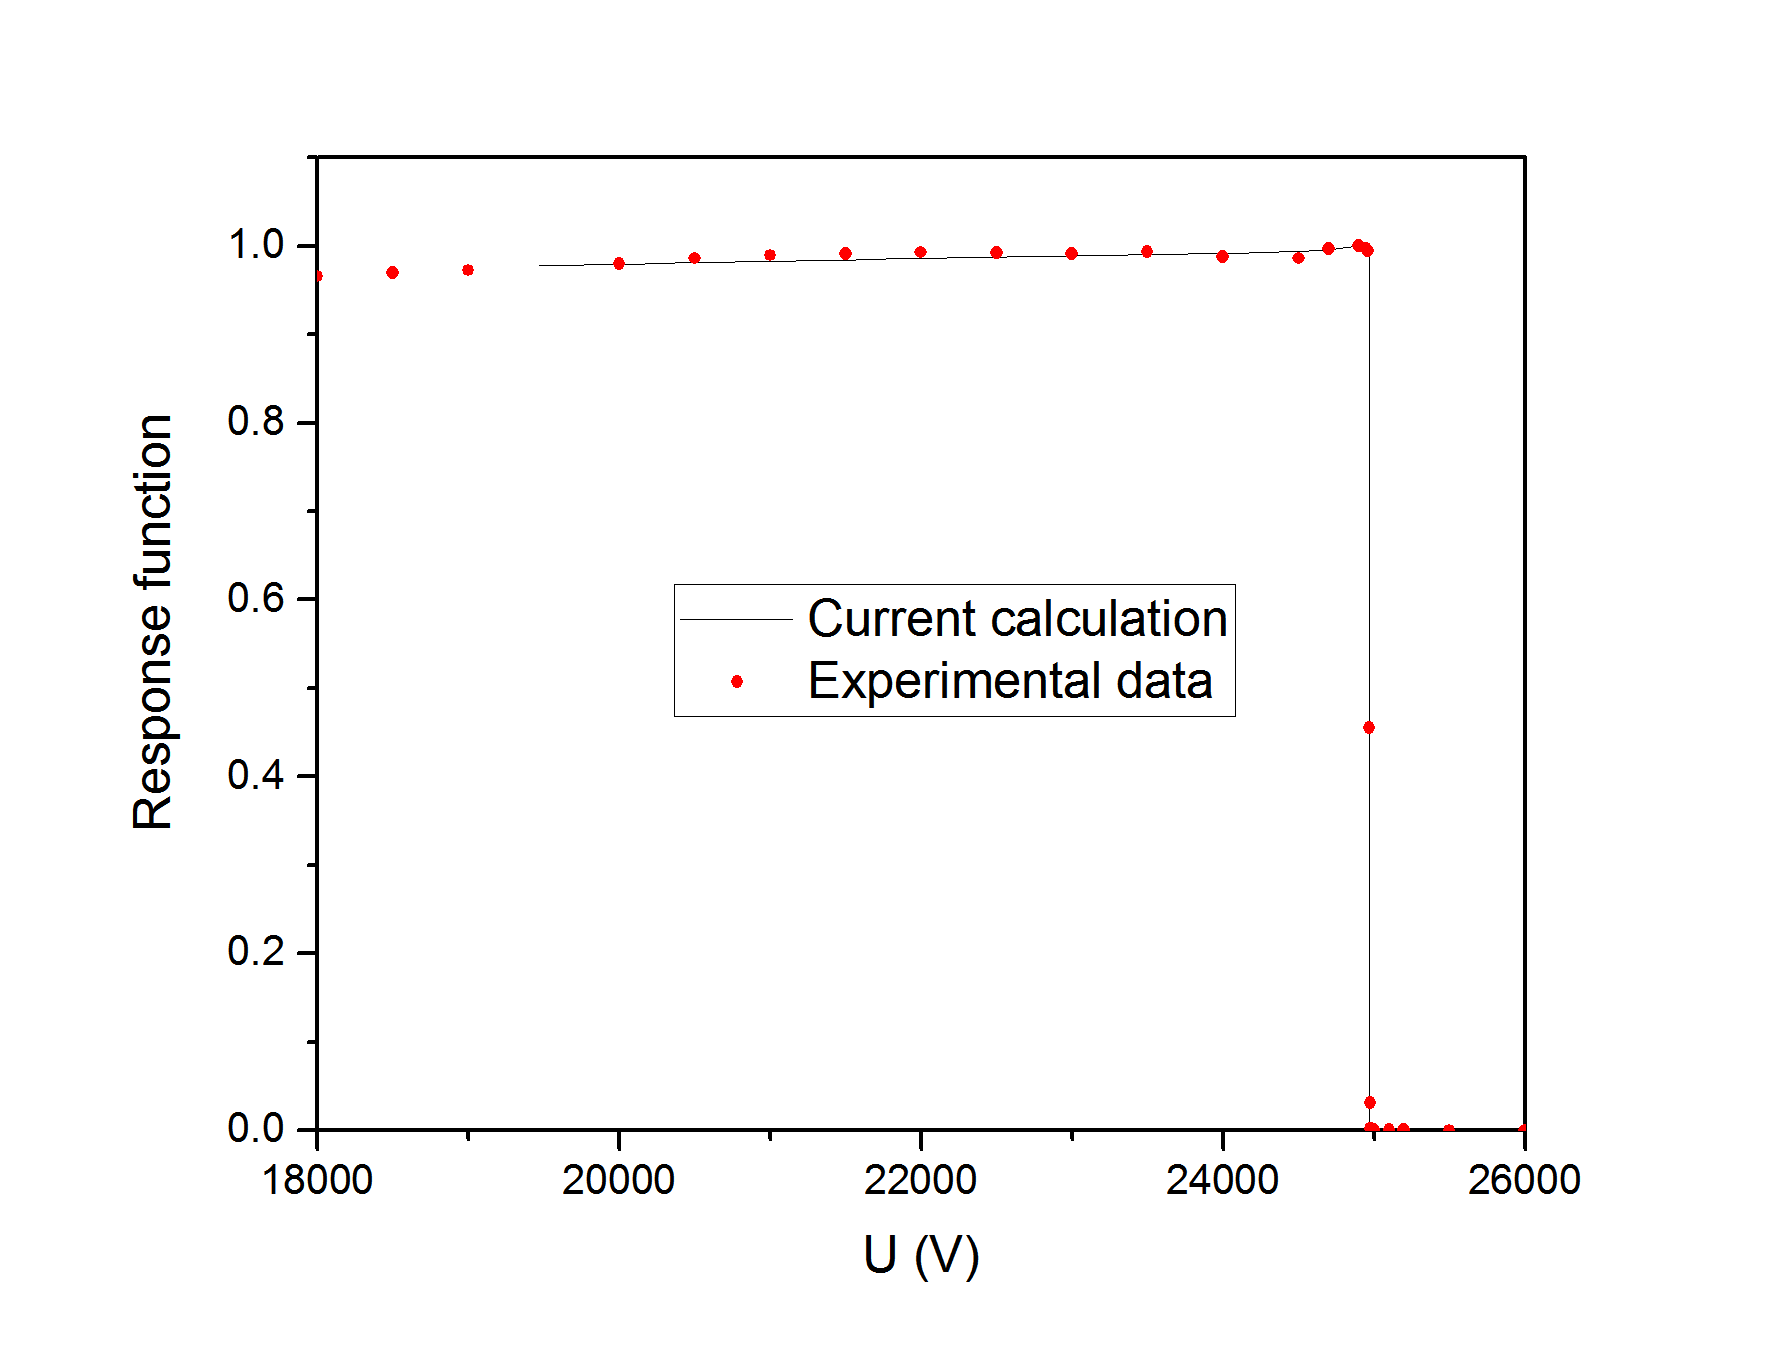 1.0
0.8
0.6
0.4
0.2
0.0
Response function
Current calculation
Experimental data
18000 20000 22000 24000 26000
U (V)